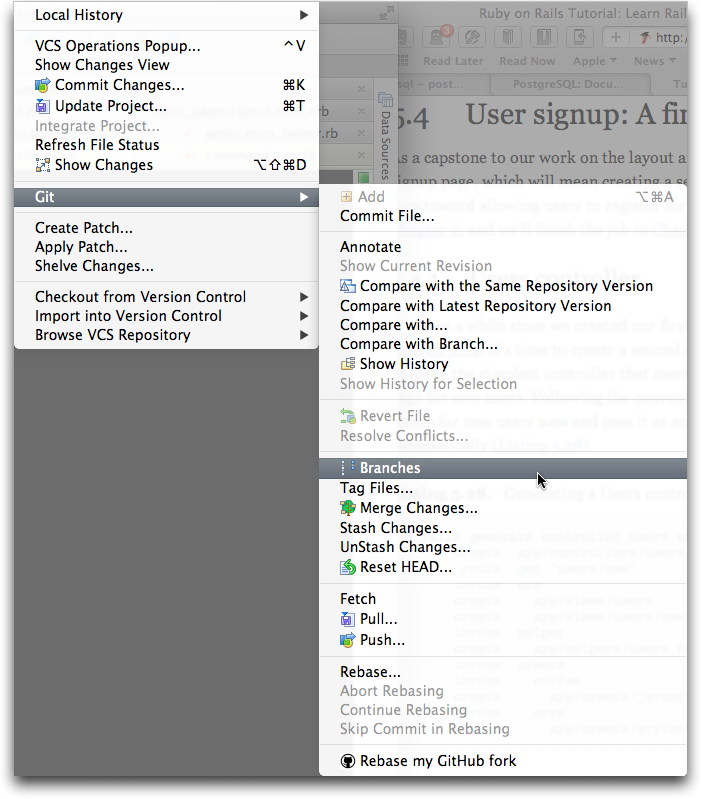 Local History
VCS Operations Popup... ^V
Show Changes View
Commit Changes... ⌘K
Update Project... ⌘T
Integrate Project...
Refresh File Status
Show Changes ⌥⇧⌘D
Git
Create Patch...
Apply Patch...
Shelve Changes...
Checkout from Version Control
Import into Version Control
Browse VCS Repository
Add ⌥⌘A
Commit File...
Annotate
Show Current Revision
Compare with the Same Repository Version
Compare with Latest Repository Version
Compare with...
Compare with Branch...
Show History
Show History for Selection
Revert File
Resolve Conflicts...
Branches
Tag Files...
Merge Changes...
Stash Changes...
UnStash Changes...
Reset HEAD...
Fetch
Pull...
Push...
Rebase...
Abort Rebasing
Continue Rebasing
Skip Commit in Rebasing
Rebase my GitHub fork
Data Sources
Ruby on Rails Tutorial: Learn Rail
3
http:
Read Later Read Now Apple News
sql – post... PostgreSQL: Docu... Tu
5.4 User signup: A fir
As a capstone to our work on the layout a
signup page, which will mean creating a se